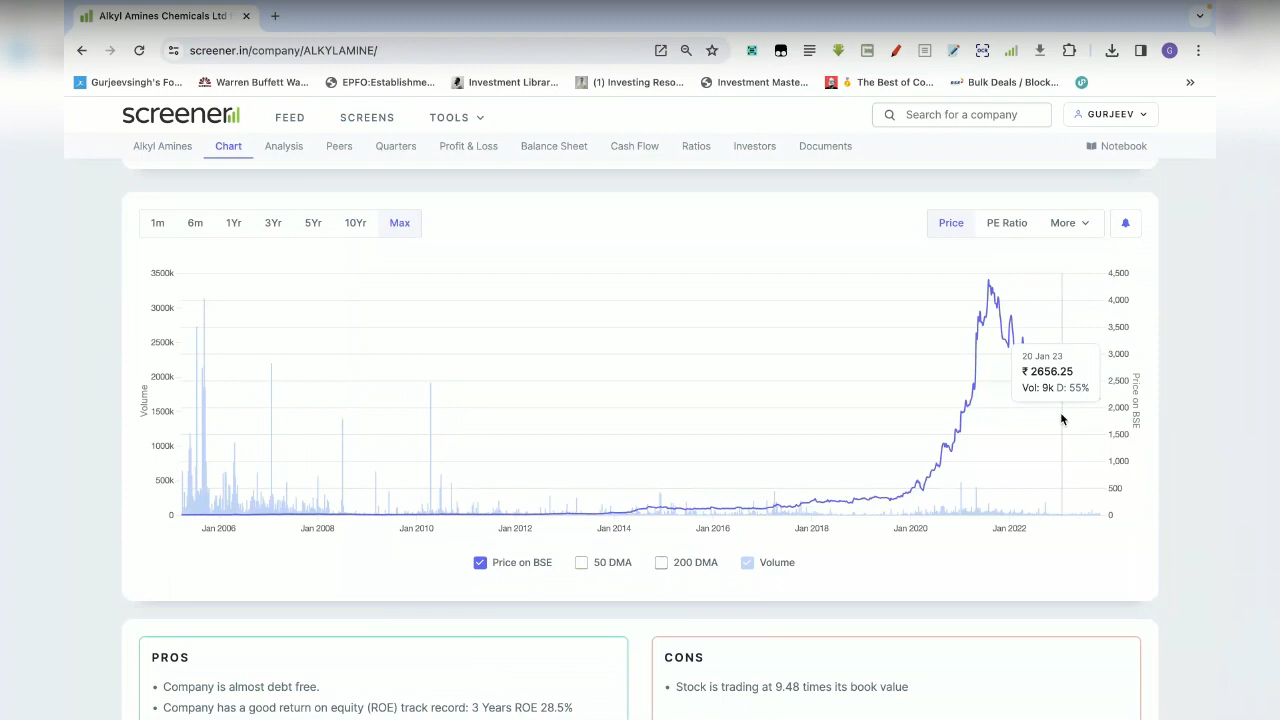 Alkyl Amines Chemicals Ltd
screener.in/company/ALKYLAMINE/
G
Gurjeevsingh's Fo... Warren Buffett Wa... EPFO:Establishme... Investment Librar... (1) Investing Reso... Investment Maste... The Best of Co... Bulk Deals / Block... »
screener FEED SCREENS TOOLS Search for a company GURJEEV
Alkyl Amines Chart Analysis Peers Quarters Profit & Loss Balance Sheet Cash Flow Ratios Investors Documents Notebook
1m 6m 1Yr 3Yr 5Yr 10Yr Max Price PE Ratio More
3500k 4,500
3000k 4,000
3,500
2500k
3,000
20 Jan 23
₹ 2656.25
Vol: 9k D: 55%
2000k 2,500
1500k 2,000
1,500
1000k
1,000
500k 500
0 0
Volume
Price on BSE
Jan 2006 Jan 2008 Jan 2010 Jan 2012 Jan 2014 Jan 2016 Jan 2018 Jan 2020 Jan 2022
Price on BSE 50 DMA 200 DMA Volume
PROS
• Company is almost debt free.
• Company has a good return on equity (ROE) track record: 3 Years ROE 28.5%
CONS
• Stock is trading at 9.48 times its book value